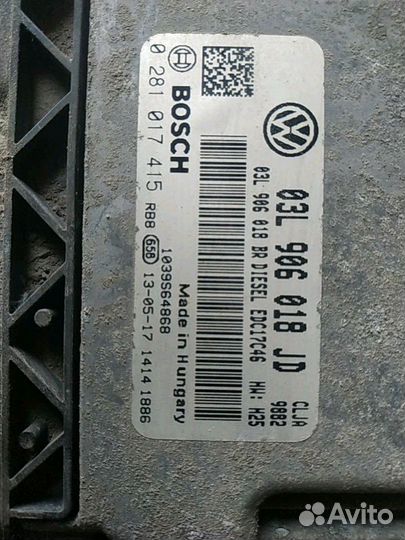 03L 906 018 JD
CLJA
9882
03L 906 018 BR DIESEL EDC17C46 HW: H25
BOSCH
0 281 017 415 RB8 658 13-05-17 1414 1886
1039S64868
Made in Hungary
Avito